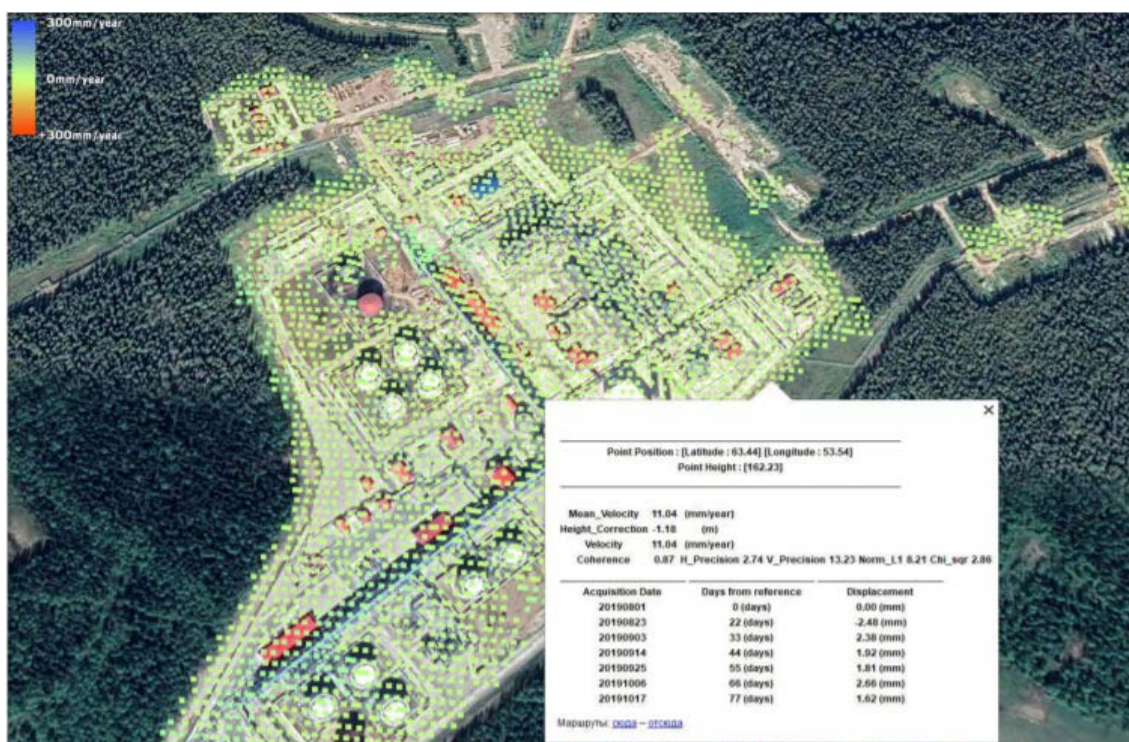 -300mm/year
0mm/year
+300mm/year
×
Point Position : [Latitude : 63.44] [Longitude : 53.54]
Point Height : [162.23]
Mean_Velocity 11.04 (mm/year)
Height_Correction -1.18 (m)
Velocity 11.04 (mm/year)
Coherence 0.87 H_Precision 2.74 V_Precision 13.23 Norm_L1 8.21 Chi_sqr 2.86
Acquisition Date Days from reference Displacement
20190801 0 (days) 0.00 (mm)
20190823 22 (days) -2.48 (mm)
20190903 33 (days) 2.38 (mm)
20190914 44 (days) 1.92 (mm)
20190925 55 (days) 1.81 (mm)
20191006 66 (days) 2.66 (mm)
20191017 77 (days) 1.62 (mm)
Маршруты: сюда – отсюда